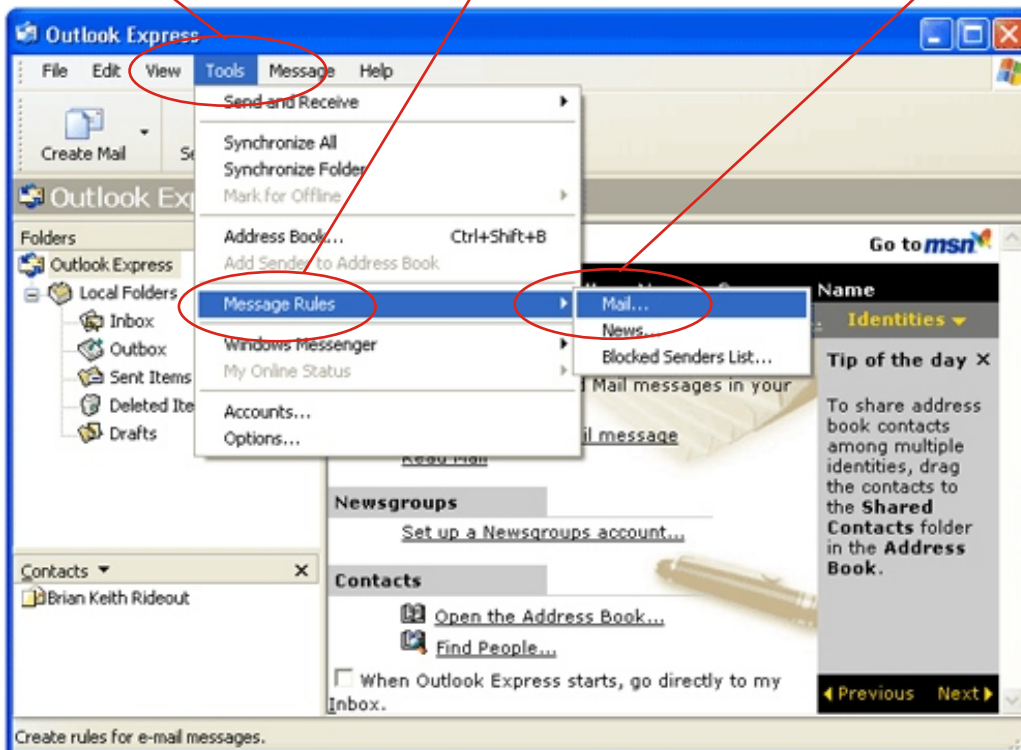 Outlook Express
File Edit View Tools Message Help
Create Mail
Outlook
Send and Receive
Synchronize All
Synchronize Folder
Mark for Offline
Address Book... Ctrl+Shift+B
Add Sender to Address Book
Message Rules
Windows Messenger
My Online Status
Accounts...
Options...
Mail...
News...
Blocked Senders List...
Folders
Outlook Express
Local Folders
Inbox
Outbox
Sent Items
Deleted Ite
Drafts
Contacts
Brian Keith Rideout
Go to msn
Name
Identities
Mail messages in your
il message
Read Mail
Newsgroups
Set up a Newsgroups account...
Contacts
Open the Address Book...
Find People...
When Outlook Express starts, go directly to my
Inbox.
Tip of the day
To share address
book contacts
among multiple
identities, drag
the contacts to
the Shared
Contacts folder
in the Address
Book.
Previous Next
Create rules for e-mail messages.